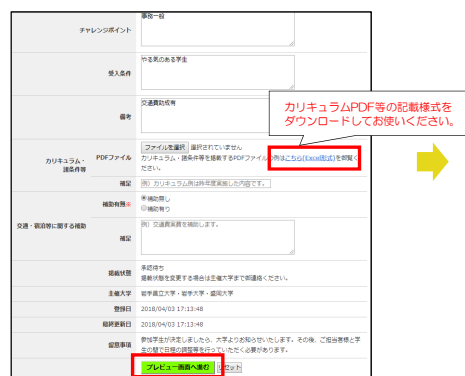 チャレンジポイント
事務一般
受入条件
やる気のある学生
備考
交通費助成有
カリキュラムPDF等の記載様式を
ダウンロードしてお使いください。
カリキュラム・
諸条件等
PDFファイル
ファイルを選択 選択されていません
カリキュラム・諸条件等を掲載するPDFファイルの例はこちら(Excel形式)を御覧く
ださい。
補足
例）カリキュラム例は昨年度実施した内容です。
交通・宿泊等に関する補助
補助有無※
補助無し
補助有り
補足
例）交通費実費を補助します。
掲載状態
承認待ち
掲載状態を変更する場合は主催大学まで御連絡ください。
主催大学
岩手県立大学・岩手大学・盛岡大学
登録日
2018/04/03 17:13:48
最終更新日
2018/04/03 17:13:48
留意事項
参加学生が決定しましたら、大学よりお知らせいたします。その後、ご担当者様と学
生の間で日程の調整等を行っていただく必要があります。
プレビュー画面へ進む リセット